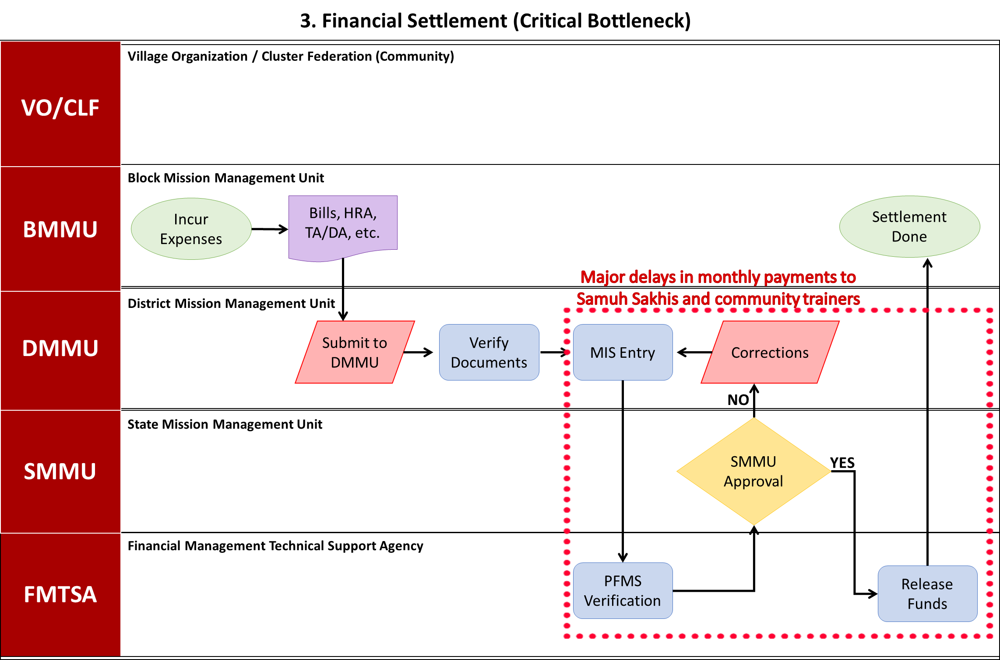 3. Financial Settlement (Critical Bottleneck)
VO/CLF
Village Organization / Cluster Federation (Community)
BMMU
Block Mission Management Unit
Incur
Expenses
Bills, HRA,
TA/DA, etc.
Settlement
Done
Major delays in monthly payments to
Samuh Sakhis and community trainers
DMMU
District Mission Management Unit
Submit to
DMMU
Verify
Documents
MIS Entry
Corrections
NO
SMMU
State Mission Management Unit
SMMU
Approval
YES
FMTSA
Financial Management Technical Support Agency
PFMS
Verification
Release
Funds